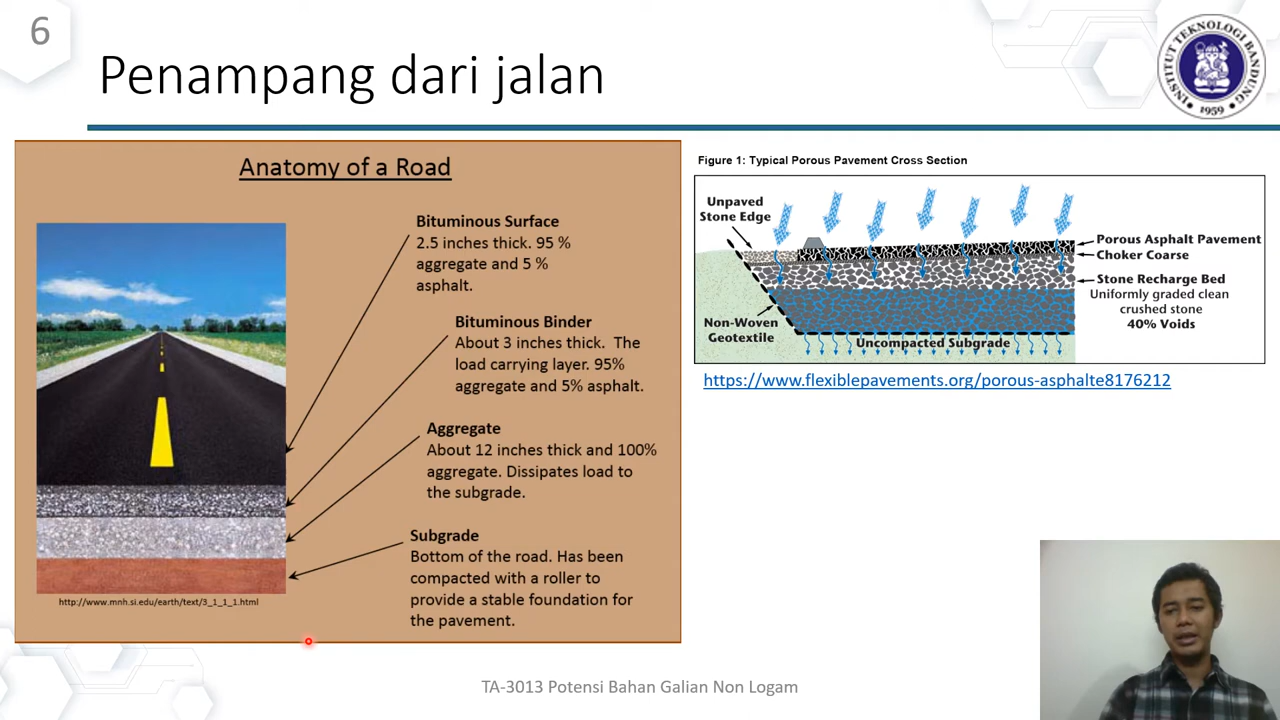 6
Penampang dari jalan
INSTITUT TEKNOLOGI BANDUNG
1959
Anatomy of a Road
Bituminous Surface
2.5 inches thick. 95 %
aggregate and 5 %
asphalt.
Bituminous Binder
About 3 inches thick. The
load carrying layer. 95%
aggregate and 5% asphalt.
Aggregate
About 12 inches thick and 100%
aggregate. Dissipates load to
the subgrade.
Subgrade
Bottom of the road. Has been
compacted with a roller to
provide a stable foundation for
the pavement.
http://www.mnh.si.edu/earth/text/3_1_1_1.html
Figure 1: Typical Porous Pavement Cross Section
Unpaved
Stone Edge
Porous Asphalt Pavement
Choker Coarse
Stone Recharge Bed
Uniformly graded clean
crushed stone
40% Voids
Non-Woven
Geotextile
Uncompacted Subgrade
https://www.flexiblepavements.org/porous-asphalte8176212
TA-3013 Potensi Bahan Galian Non Logam